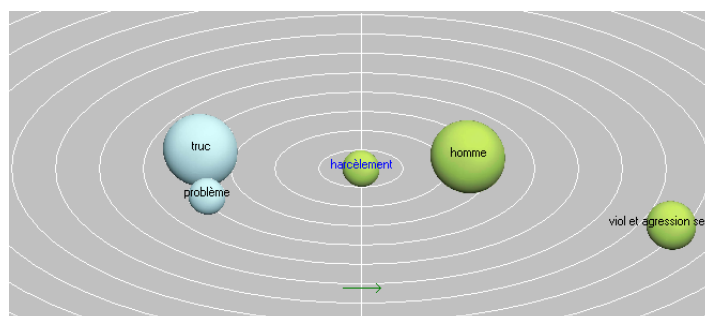 truc
homme
harcèlement
problème
viol et agression se